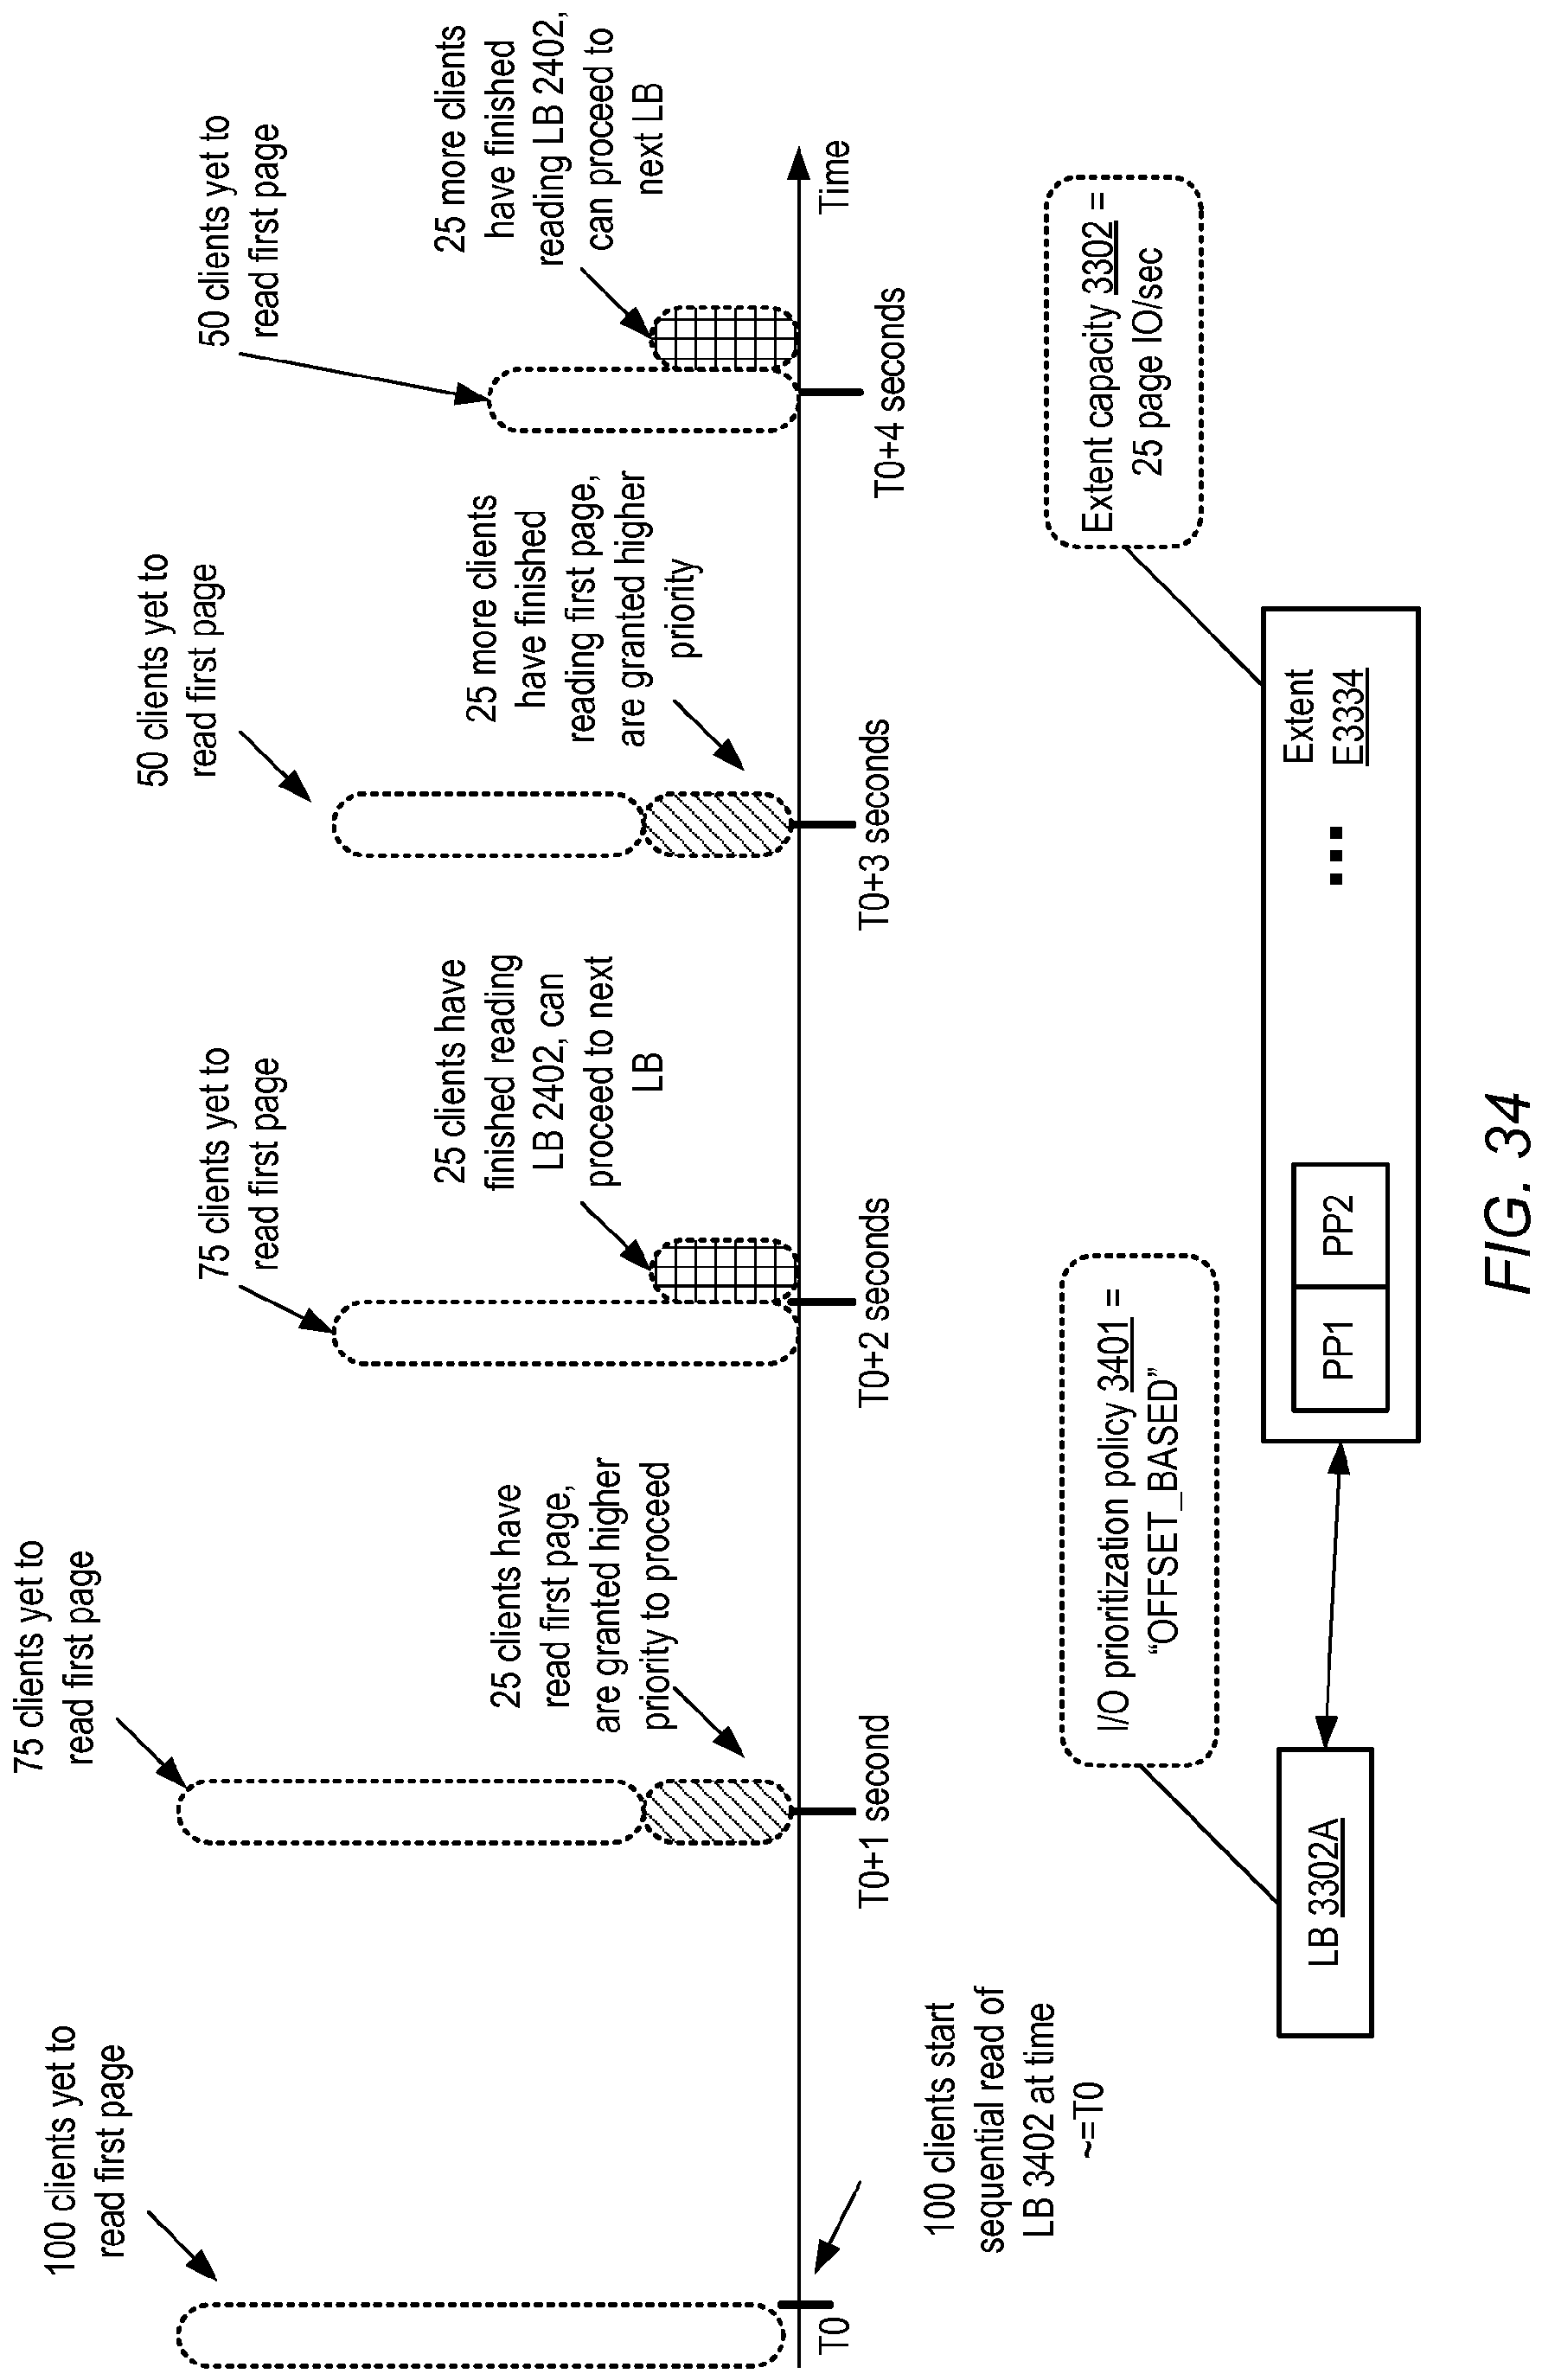 100 clients yet to
read first page
75 clients yet to
read first page
25 clients have
read first page,
are granted higher
priority to proceed
75 clients yet to
read first page
25 clients have
finished reading
LB 2402, can
proceed to next
LB
50 clients yet to
read first page
25 more clients
have finished
reading first page,
are granted higher
priority
50 clients yet to
read first page
25 more clients
have finished
reading LB 2402,
can proceed to
next LB
T0
T0+1 second
T0+2 seconds
T0+3 seconds
T0+4 seconds
Time
100 clients start
sequential read of
LB 3402 at time
~=T0
I/O prioritization policy 3401 =
“OFFSET_BASED”
Extent capacity 3302 =
25 page IO/sec
LB 3302A
PP1
PP2
Extent
E3334
FIG. 34